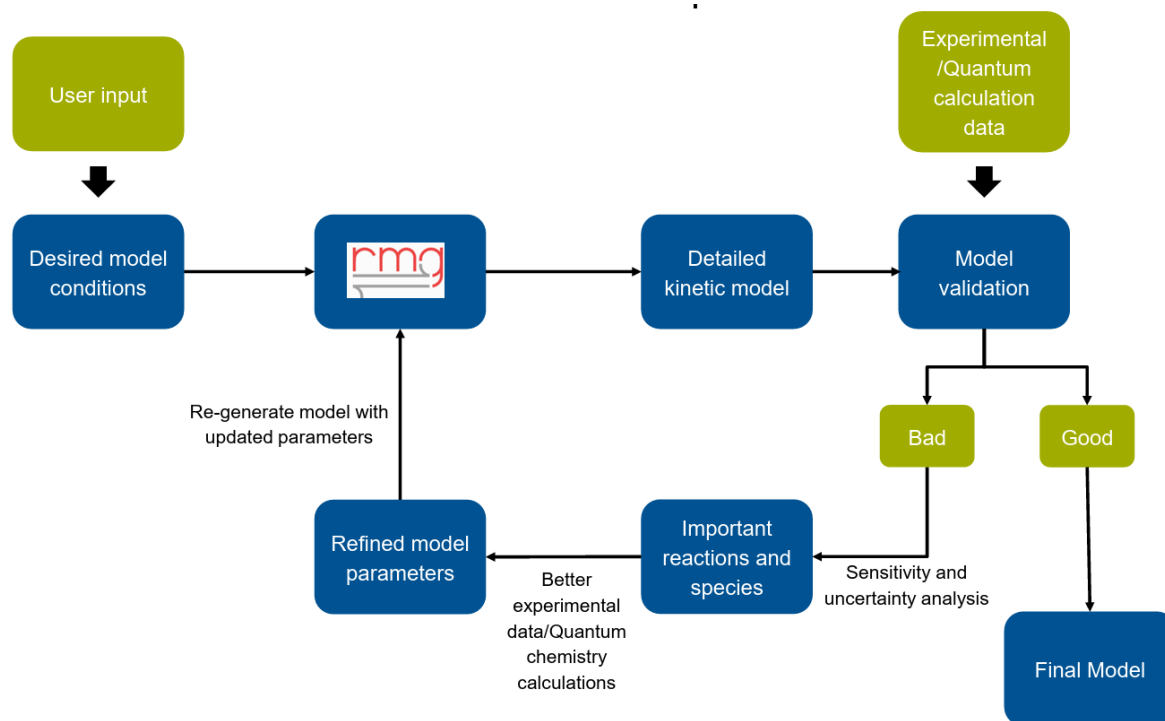 User input
Experimental
/Quantum
calculation
data
Desired model
conditions
rmg
Detailed
kinetic model
Model
validation
Re-generate model with
updated parameters
Bad
Good
Refined model
parameters
Better
experimental
data/Quantum
chemistry
calculations
Important
reactions and
species
Sensitivity and
uncertainty analysis
Final Model